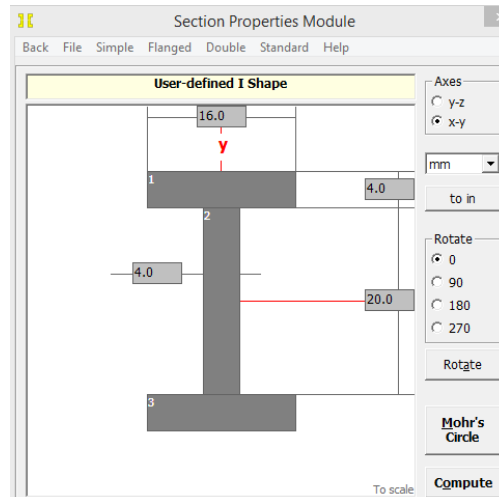 Section Properties Module
Back File Simple Flanged Double Standard Help
User-defined I Shape
16.0
y
1
4.0
2
4.0
20.0
3
To scale
Axes
y-z
x-y
mm
to in
Rotate
0
90
180
270
Rotate
Mohr's
Circle
Compute